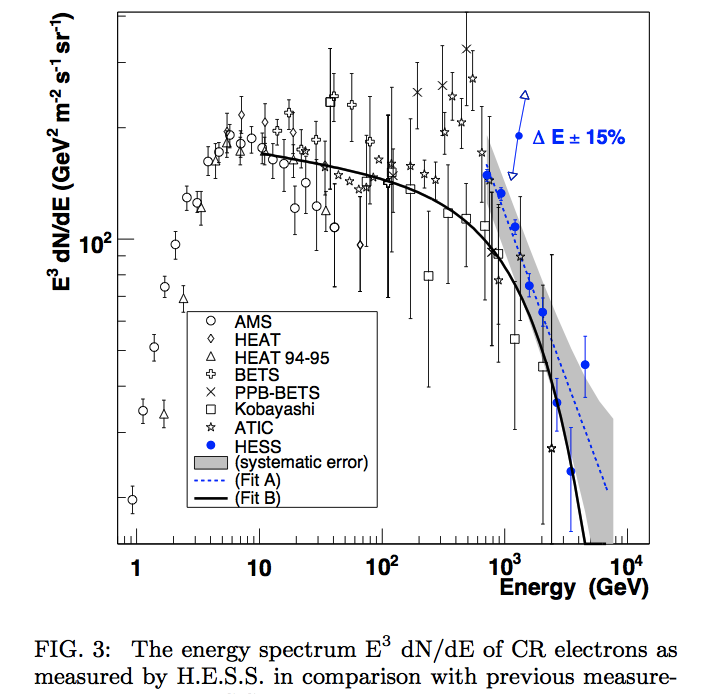 E³ dN/dE (GeV² m⁻² s⁻¹ sr⁻¹)
10²
Δ E ± 15%
AMS
HEAT
HEAT 94-95
BETS
PPB-BETS
Kobayashi
ATIC
HESS
(systematic error)
(Fit A)
(Fit B)
1 10 10² 10³ 10⁴
Energy (GeV)
FIG. 3: The energy spectrum E³ dN/dE of CR electrons as
measured by H.E.S.S. in comparison with previous measure-